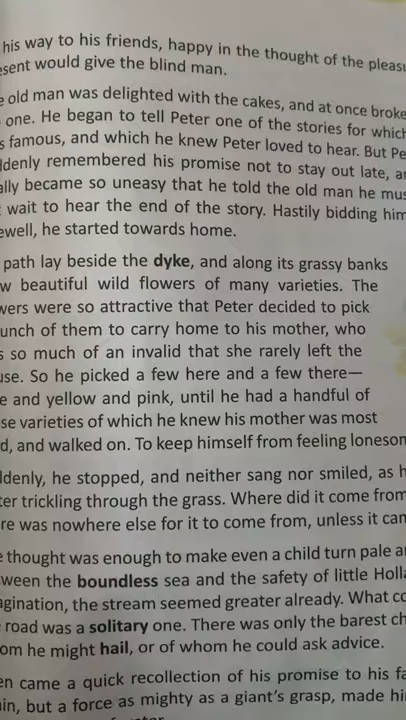 his way to his friends, happy in the thought of the pleasu
esent would give the blind man.
e old man was delighted with the cakes, and at once broke
one. He began to tell Peter one of the stories for which
s famous, and which he knew Peter loved to hear. But Pe
ldenly remembered his promise not to stay out late, an
ally became so uneasy that he told the old man he mus
wait to hear the end of the story. Hastily bidding him
ewell, he started towards home.
path lay beside the dyke, and along its grassy banks
w beautiful wild flowers of many varieties. The
wers were so attractive that Peter decided to pick
unch of them to carry home to his mother, who
s so much of an invalid that she rarely left the
use. So he picked a few here and a few there—
e and yellow and pink, until he had a handful of
se varieties of which he knew his mother was most
d, and walked on. To keep himself from feeling loneson
ldenly, he stopped, and neither sang nor smiled, as h
ter trickling through the grass. Where did it come from
re was nowhere else for it to come from, unless it cam
e thought was enough to make even a child turn pale a
ween the boundless sea and the safety of little Holla
agination, the stream seemed greater already. What co
road was a solitary one. There was only the barest ch
om he might hail, or of whom he could ask advice.
en came a quick recollection of his promise to his fa
in, but a force as mighty as a giant's grasp, made hi